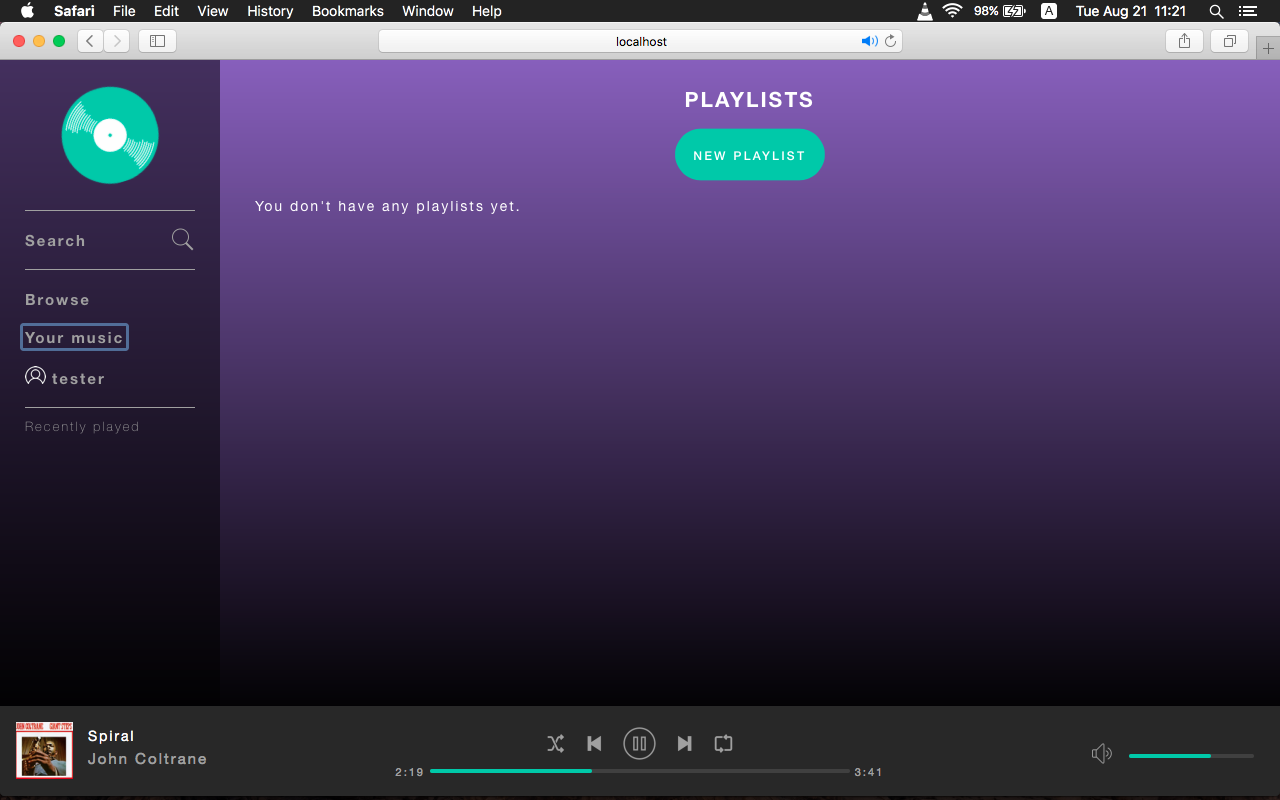 Safari File Edit View History Bookmarks Window Help 98% A Tue Aug 21 11:21
localhost
PLAYLISTS
NEW PLAYLIST
You don't have any playlists yet.
Search
Browse
Your music
tester
Recently played
JOHN COLTRANE GIANT STEPS
Spiral
John Coltrane
2:19 3:41